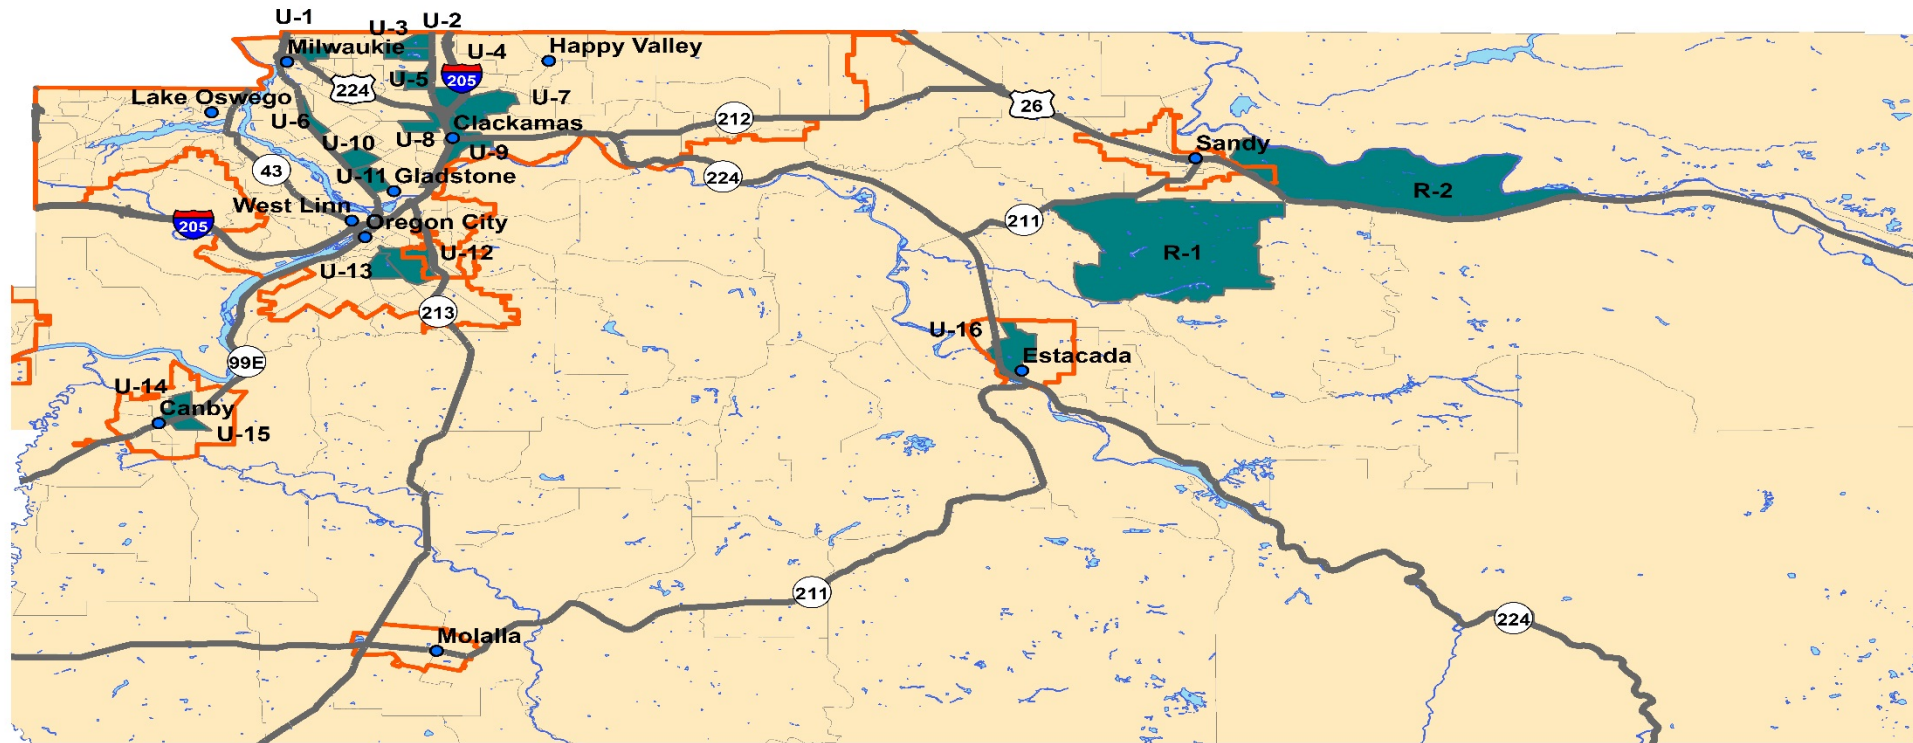 U-1
U-3
U-2
Milwaukie
U-4
Happy Valley
U-5
205
224
Lake Oswego
U-7
26
U-6
212
Clackamas
U-8
U-10
U-9
Sandy
43
U-11 Gladstone
224
R-2
West Linn
211
205
Oregon City
U-12
R-1
U-13
213
U-16
Estacada
99E
U-14
Canby
U-15
211
224
Molalla